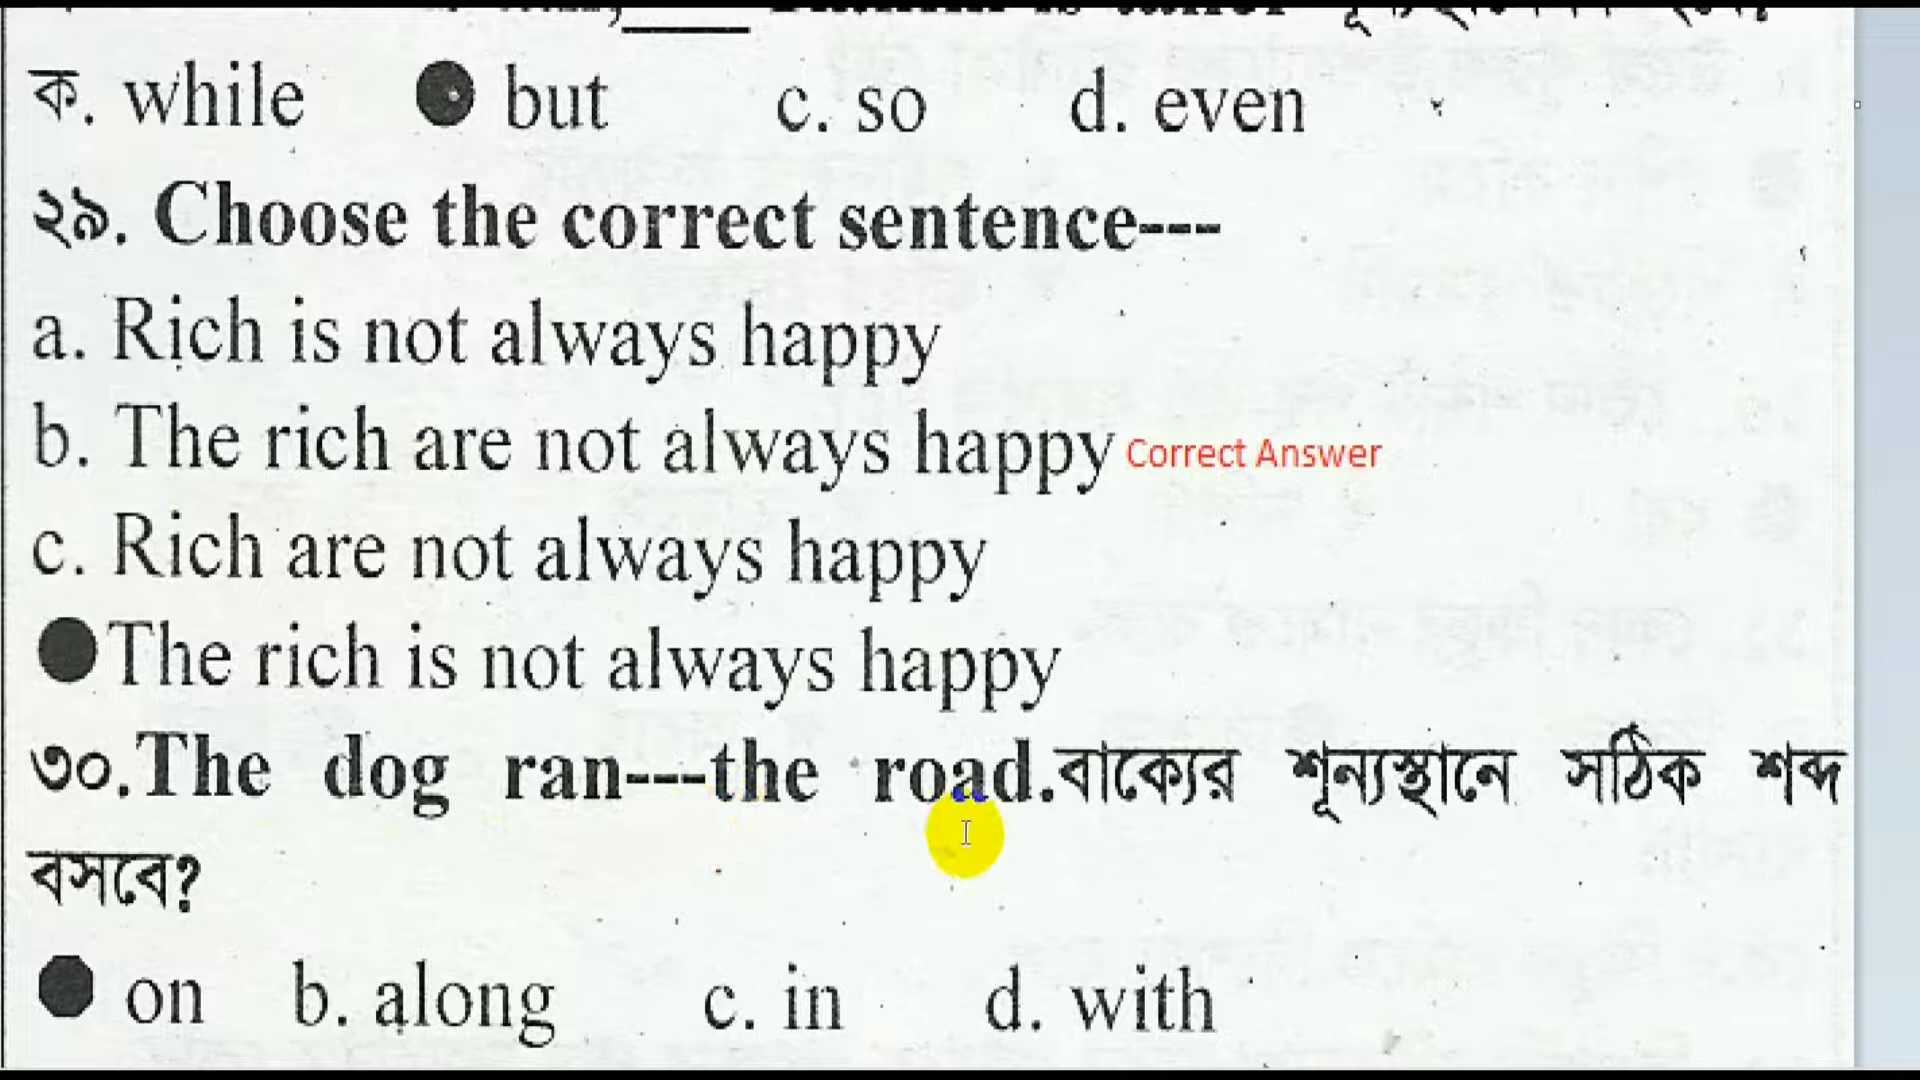 ক. while but c. so d. even
২৯. Choose the correct sentence---
a. Rich is not always happy
b. The rich are not always happy Correct Answer
c. Rich are not always happy
The rich is not always happy
৩০.The dog ran---the road.বাক্যের শূন্যস্থানে সঠিক শব্দ
বসবে?
on b. along c. in d. with